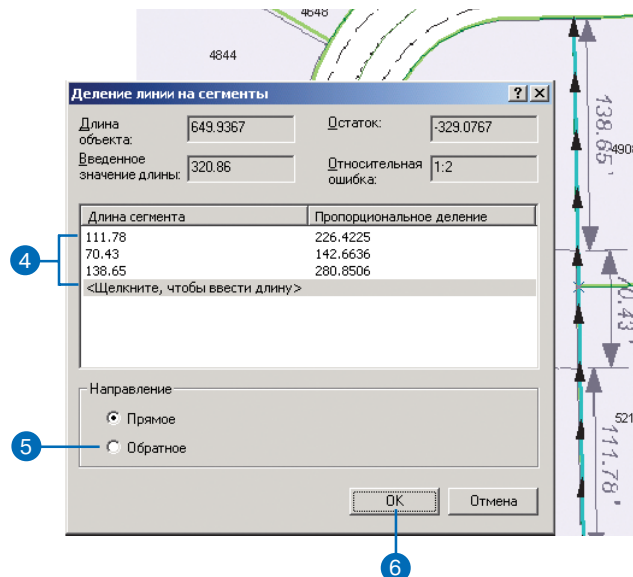 4648
4844
Деление линии на сегменты
Длина объекта:
649.9367
Остаток:
-329.0767
Введенное значение длины:
320.86
Относительная ошибка:
1:2
Длина сегмента Пропорциональное деление
111.78 226.4225
70.43 142.6636
138.65 280.8506
<Щелкните, чтобы ввести длину>
4
Направление
Прямое
Обратное
5
OK Отмена
6
138.65'
4908
70.43'
521
111.78'